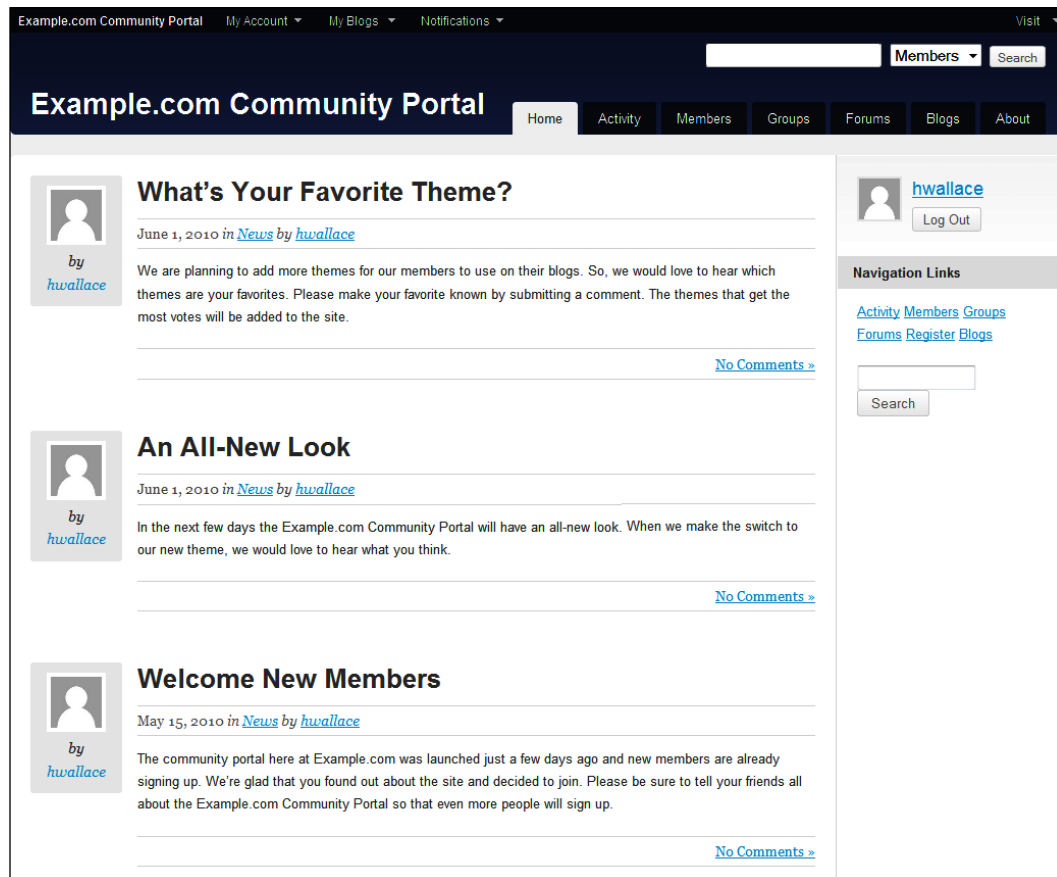 Example.com Community Portal My Account My Blogs Notifications Visit
Members Search
Example.com Community Portal
Home Activity Members Groups Forums Blogs About
What's Your Favorite Theme?
June 1, 2010 in News by hwallace
by
hwallace
We are planning to add more themes for our members to use on their blogs. So, we would love to hear which
themes are your favorites. Please make your favorite known by submitting a comment. The themes that get the
most votes will be added to the site.
No Comments »
An All-New Look
June 1, 2010 in News by hwallace
by
hwallace
In the next few days the Example.com Community Portal will have an all-new look. When we make the switch to
our new theme, we would love to hear what you think.
No Comments »
Welcome New Members
May 15, 2010 in News by hwallace
by
hwallace
The community portal here at Example.com was launched just a few days ago and new members are already
signing up. We're glad that you found out about the site and decided to join. Please be sure to tell your friends all
about the Example.com Community Portal so that even more people will sign up.
No Comments »
hwallace
Log Out
Navigation Links
Activity Members Groups
Forums Register Blogs
Search